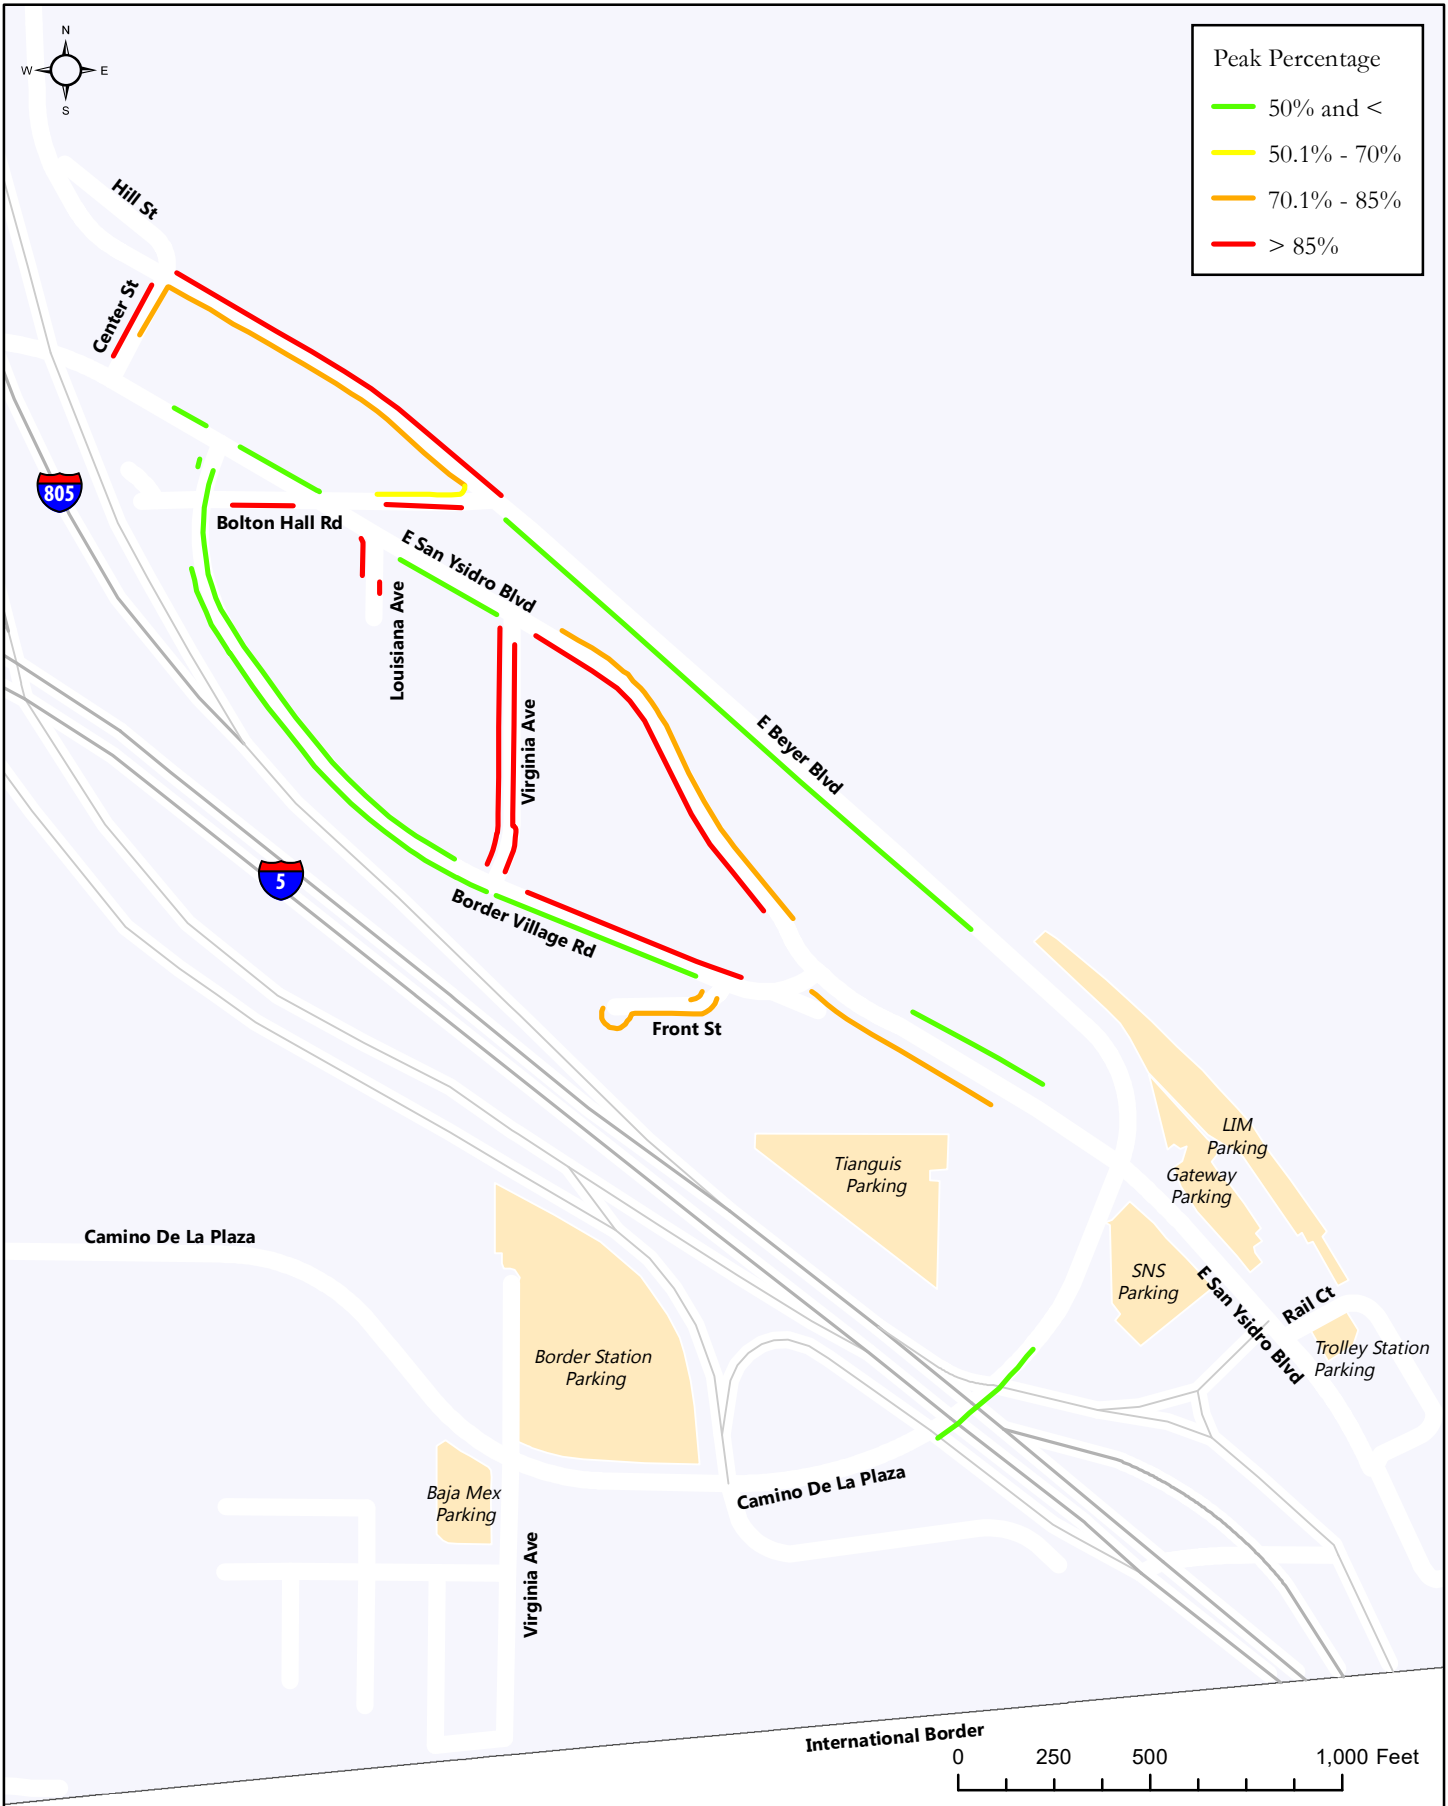 N
W
E
S
Peak Percentage
50% and <
50.1% - 70%
70.1% - 85%
> 85%
Hill St
Center St
805
Bolton Hall Rd
E San Ysidro Blvd
Louisiana Ave
Virginia Ave
E Beyer Blvd
5
Border Village Rd
Front St
LIM
Parking
Tianguis
Parking
Gateway
Parking
Camino De La Plaza
SNS
Parking
E San Ysidro Blvd
Rail Ct
Trolley Station
Parking
Border Station
Parking
Baja Mex
Parking
Camino De La Plaza
Virginia Ave
International Border
0
250
500
1,000 Feet